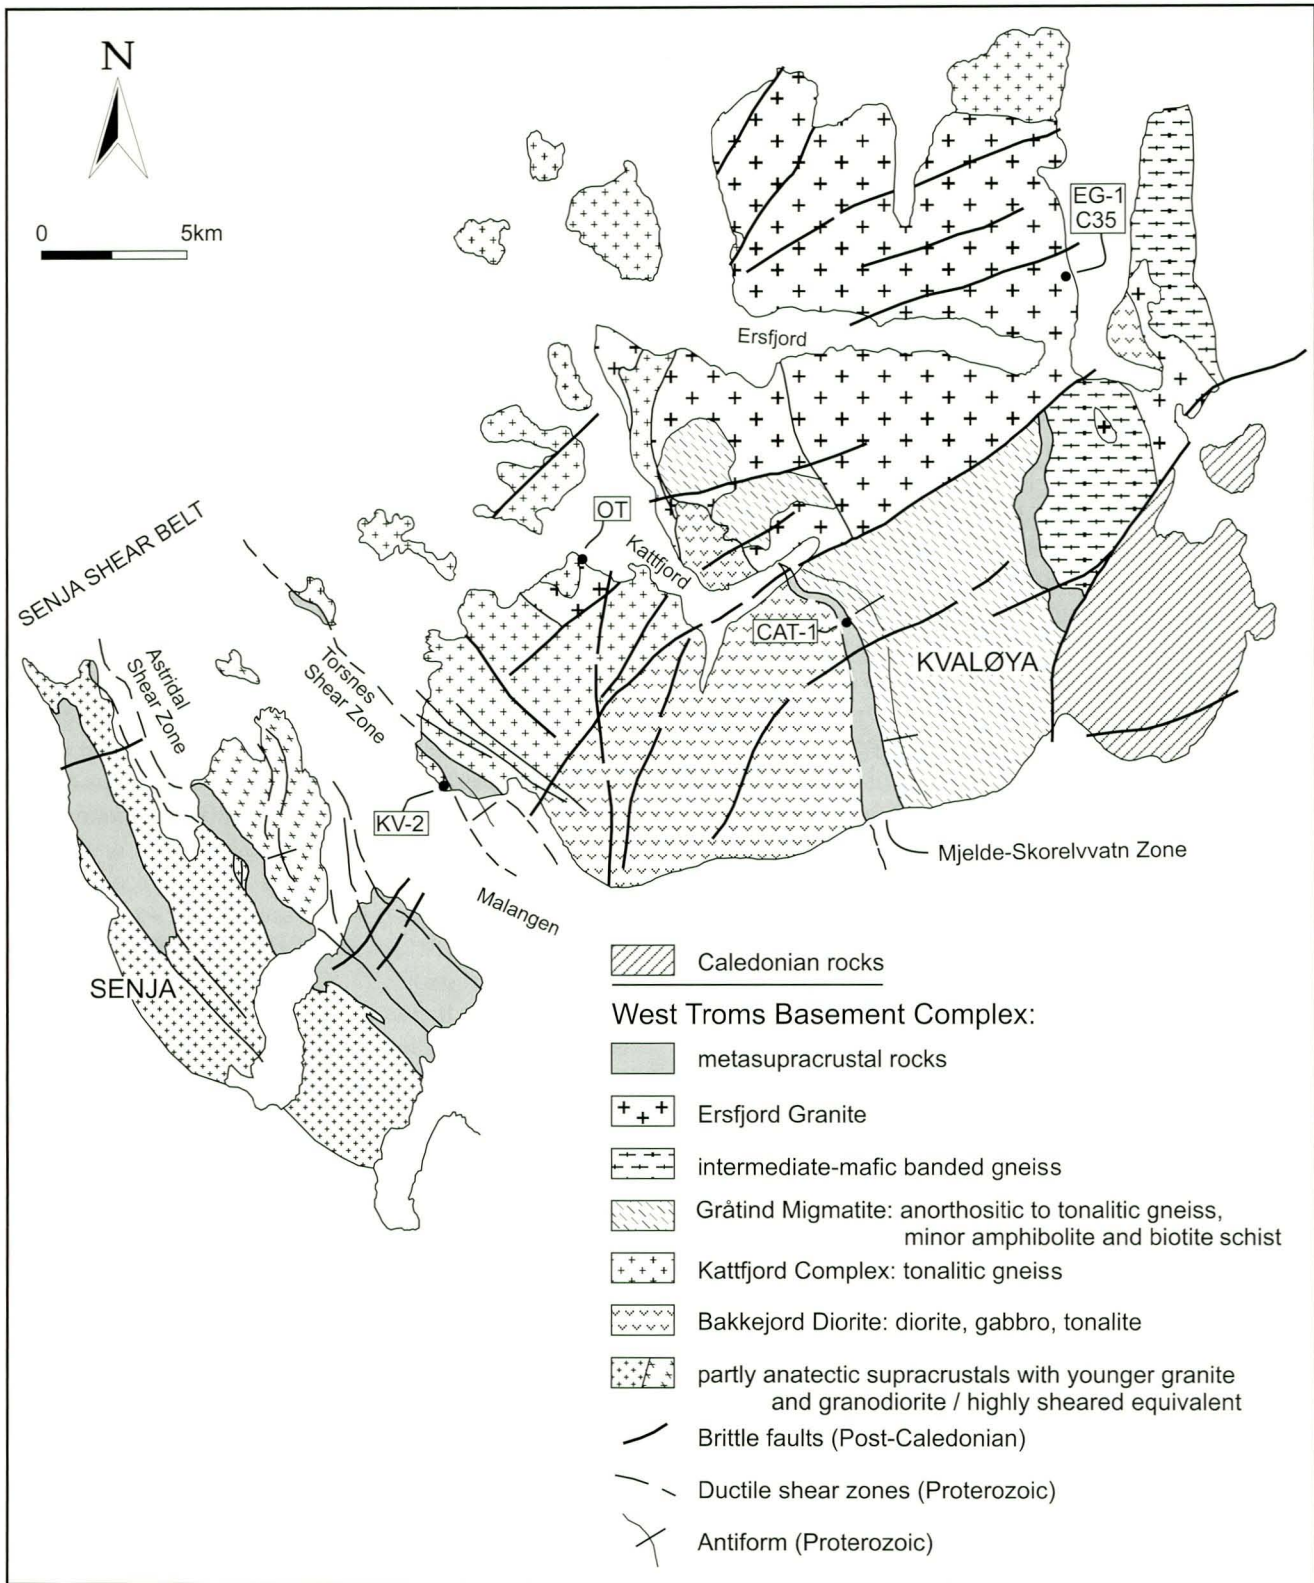 N
0 5km
EG-1
C35
Ersfjord
OT
Kattfjord
SENJA SHEAR BELT
CAT-1
KVALØYA
Astridal
Shear Zone
Torsnes
Shear Zone
KV-2
Mjelde-Skorelvvatn Zone
Malangen
SENJA
Caledonian rocks
West Troms Basement Complex:
metasupracrustal rocks
Ersfjord Granite
intermediate-mafic banded gneiss
Gråtind Migmatite: anorthositic to tonalitic gneiss,
minor amphibolite and biotite schist
Kattfjord Complex: tonalitic gneiss
Bakkejord Diorite: diorite, gabbro, tonalite
partly anatectic supracrustals with younger granite
and granodiorite / highly sheared equivalent
Brittle faults (Post-Caledonian)
Ductile shear zones (Proterozoic)
Antiform (Proterozoic)